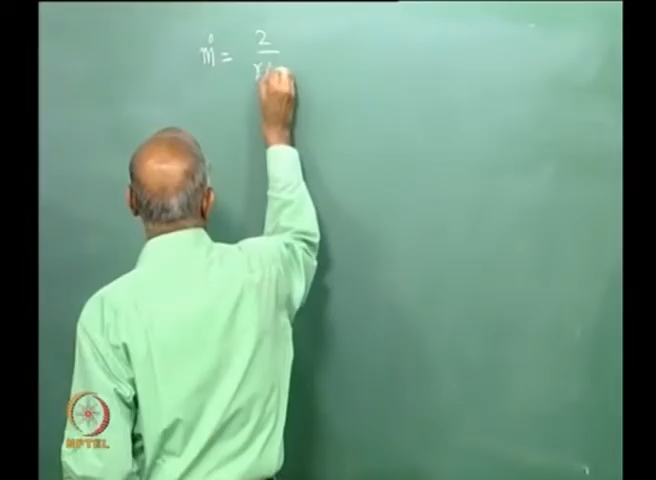 ṁ = 2
NPTEL